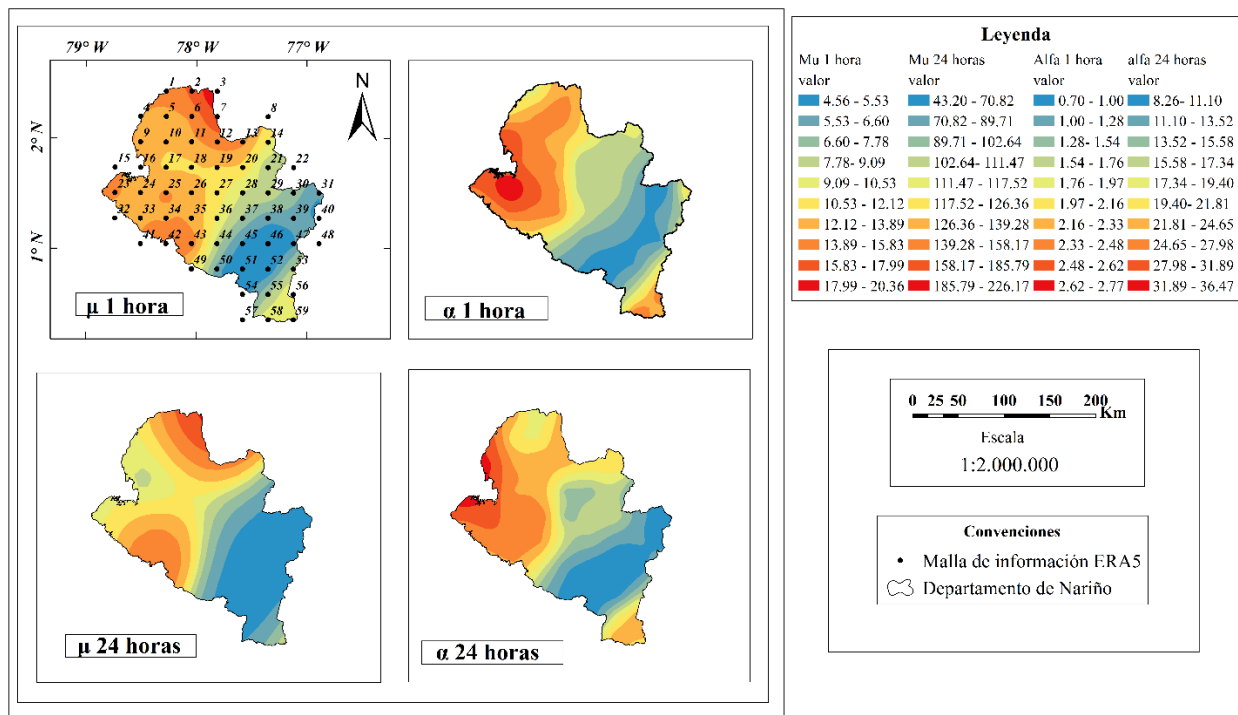 79° W 78° W 77° W
N
2° N
1° N
1 2 3
4 5 6 7 8
9 10 11 12 13 14
15 16 17 18 19 20 21 22
23 24 25 26 27 28 29 30 31
32 33 34 35 36 37 38 39 40
41 42 43 44 45 46 47 48
49 50 51 52 53
54 55 56
57 58 59
μ 1 hora
α 1 hora
μ 24 horas
α 24 horas
Leyenda
Mu 1 hora Mu 24 horas Alfa 1 hora alfa 24 horas
valor valor valor valor
4.56 - 5.53 43.20 - 70.82 0.70 - 1.00 8.26- 11.10
5.53 - 6.60 70.82 - 89.71 1.00 - 1.28 11.10 - 13.52
6.60 - 7.78 89.71 - 102.64 1.28- 1.54 13.52 - 15.58
7.78- 9.09 102.64- 111.47 1.54 - 1.76 15.58 - 17.34
9.09 - 10.53 111.47 - 117.52 1.76 - 1.97 17.34 - 19.40
10.53 - 12.12 117.52 - 126.36 1.97 - 2.16 19.40- 21.81
12.12 - 13.89 126.36 - 139.28 2.16 - 2.33 21.81 - 24.65
13.89 - 15.83 139.28 - 158.17 2.33 - 2.48 24.65 - 27.98
15.83 - 17.99 158.17 - 185.79 2.48 - 2.62 27.98 - 31.89
17.99 - 20.36 185.79 - 226.17 2.62 - 2.77 31.89 - 36.47
0 25 50 100 150 200
Km
Escala
1:2.000.000
Convenciones
Malla de información ERA5
Departamento de Nariño